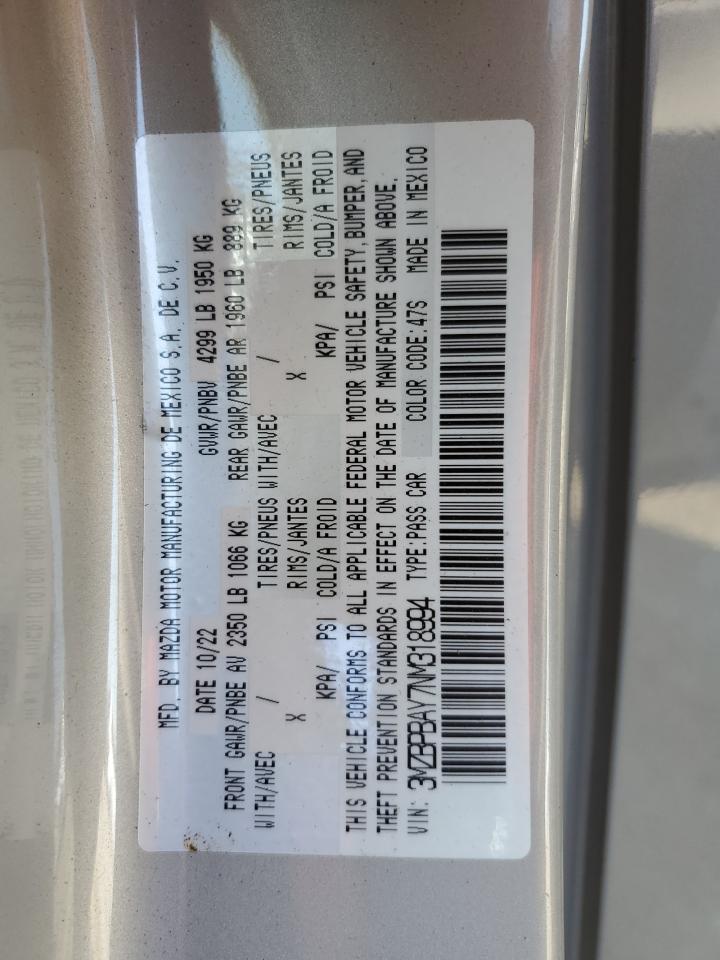 MFD. BY MAZDA MOTOR MANUFACTURING DE MEXICO S.A. DE C.V.
DATE 10/22 GVWR/PNBV 4299 LB 1950 KG
FRONT GAWR/PNBE AV 2350 LB 1066 KG REAR GAWR/PNBE AR 1960 LB 889 KG
WITH/AVEC / TIRES/PNEUS WITH/AVEC / TIRES/PNEUS
X RIMS/JANTES X RIMS/JANTES
KPA/ PSI COLD/A FROID KPA/ PSI COLD/A FROID
THIS VEHICLE CONFORMS TO ALL APPLICABLE FEDERAL MOTOR VEHICLE SAFETY,BUMPER,AND
THEFT PREVENTION STANDARDS IN EFFECT ON THE DATE OF MANUFACTURE SHOWN ABOVE.
VIN: 3MZBPBAY7NM318994 TYPE:PASS CAR COLOR CODE:47S MADE IN MEXICO